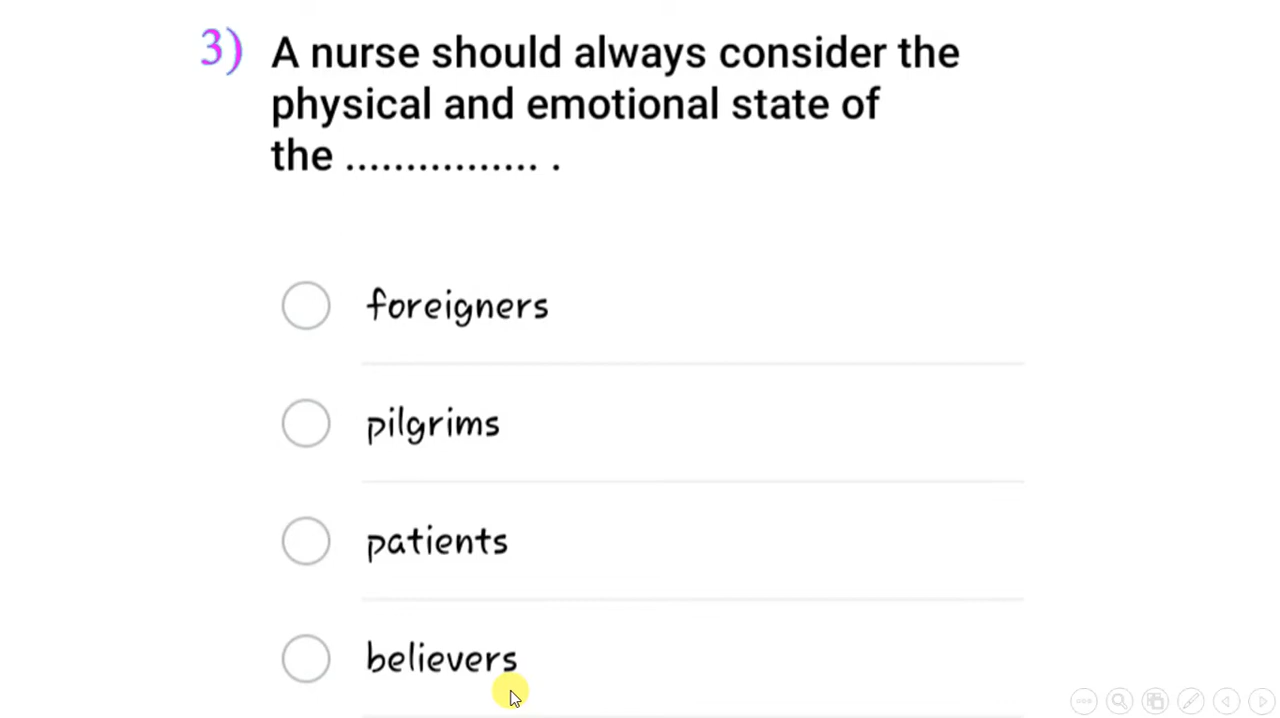 3) A nurse should always consider the
physical and emotional state of
the ................ .
foreigners
pilgrims
patients
believers